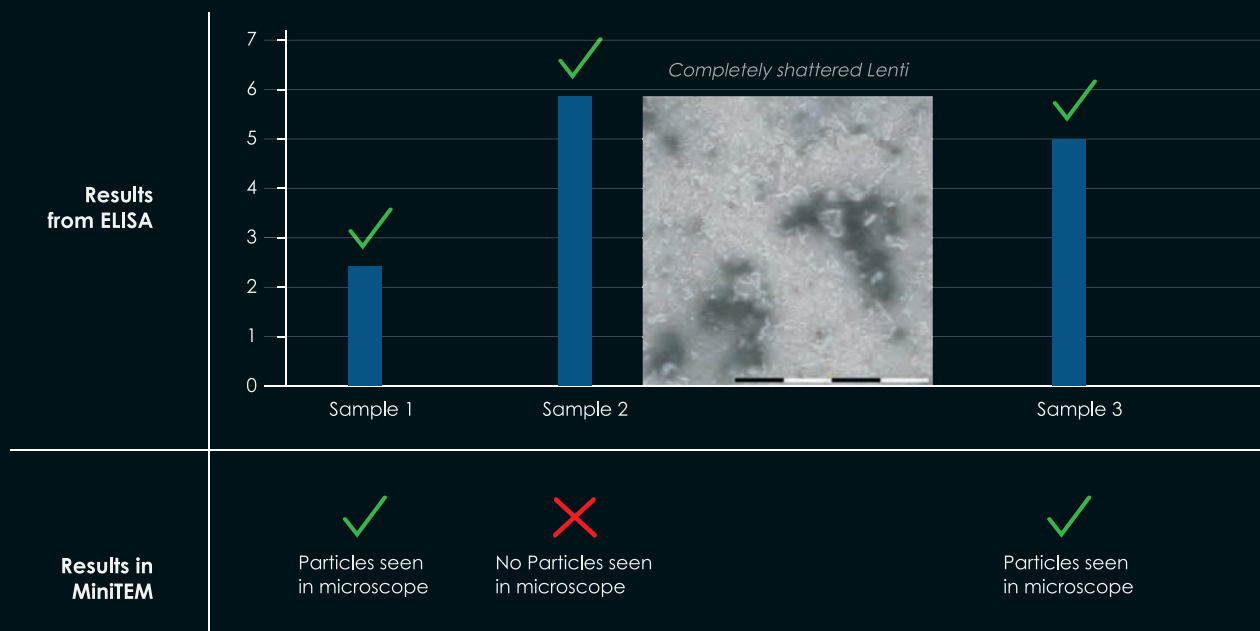 Results
from ELISA
7
6
5
4
3
2
1
0
Completely shattered Lenti
Sample 1
Sample 2
Sample 3
Results in
MiniTEM
Particles seen
in microscope
No Particles seen
in microscope
Particles seen
in microscope